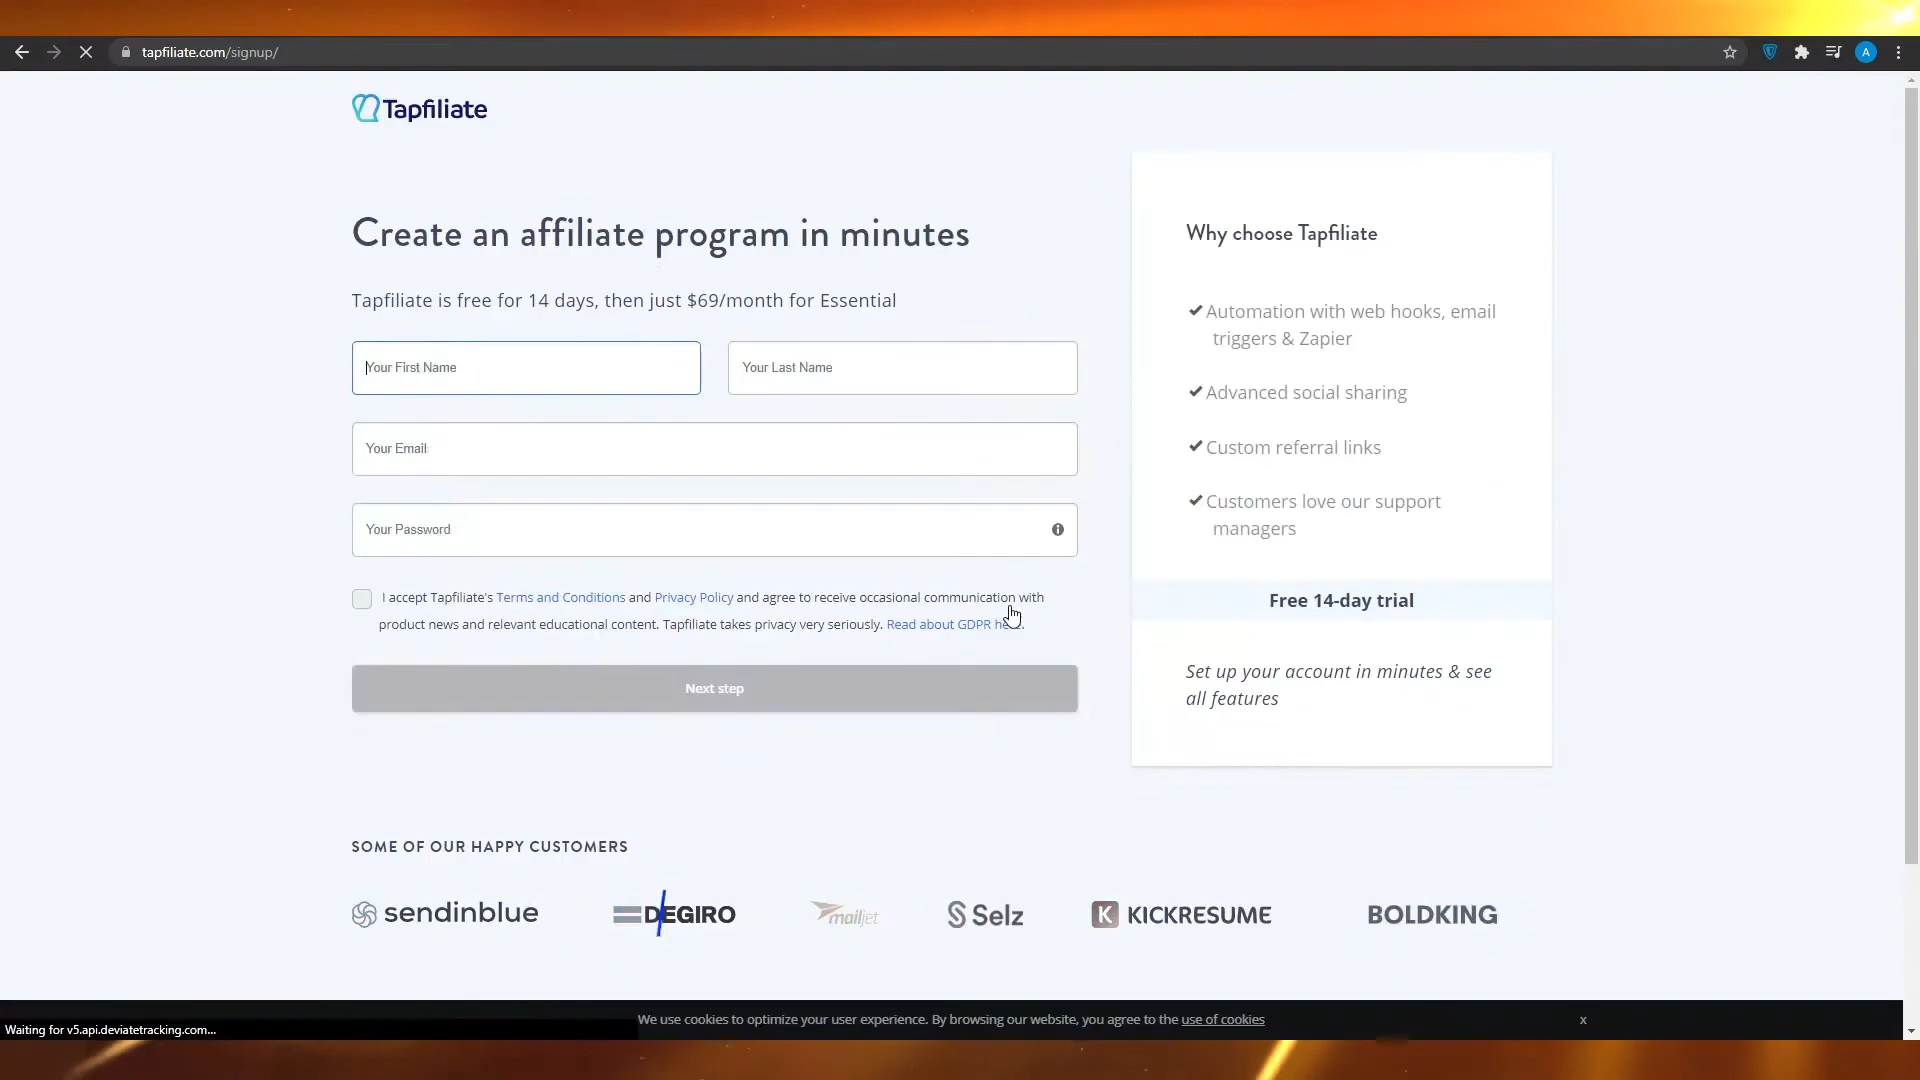 tapfiliate.com/signup/
A
Tapfiliate
Create an affiliate program in minutes
Tapfiliate is free for 14 days, then just $69/month for Essential
Your First Name
Your Last Name
Your Email
Your Password
I accept Tapfiliate's Terms and Conditions and Privacy Policy and agree to receive occasional communication with
product news and relevant educational content. Tapfiliate takes privacy very seriously. Read about GDPR
Next step
Why choose Tapfiliate
Automation with web hooks, email
triggers & Zapier
Advanced social sharing
Custom referral links
Customers love our support
managers
Free 14-day trial
Set up your account in minutes & see
all features
SOME OF OUR HAPPY CUSTOMERS
sendinblue
DEGIRO
mailjet
Selz
K KICKRESUME
BOLDKING
We use cookies to optimize your user experience. By browsing our website, you agree to the use of cookies
x
Waiting for v5.api.deviatetracking.com...